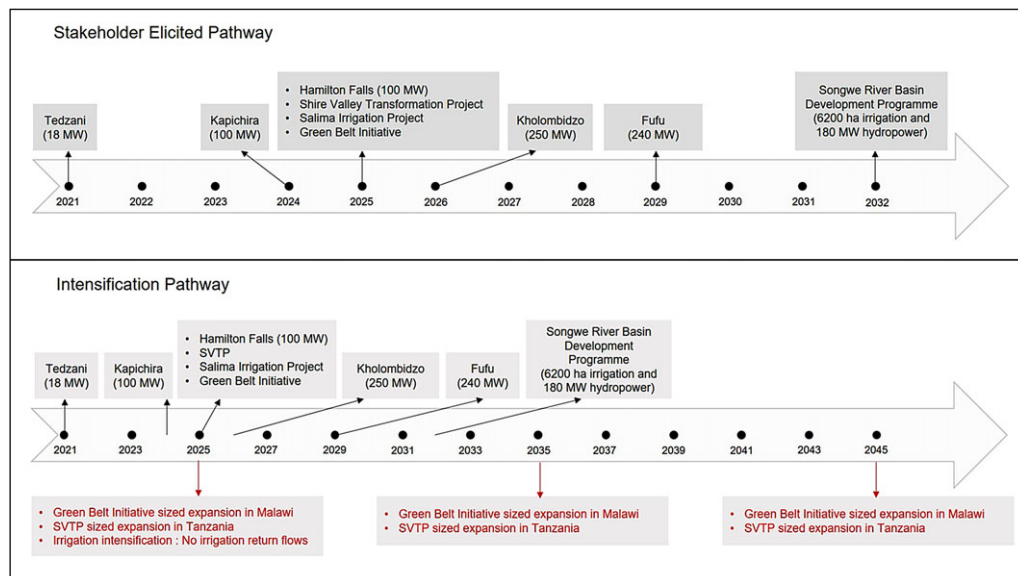 Stakeholder Elicited Pathway
Tedzani
(18 MW)
Kapichira
(100 MW)
• Hamilton Falls (100 MW)
• Shire Valley Transformation Project
• Salima Irrigation Project
• Green Belt Initiative
Kholombidzo
(250 MW)
Fufu
(240 MW)
Songwe River Basin
Development Programme
(6200 ha irrigation and
180 MW hydropower)
2021 2022 2023 2024 2025 2026 2027 2028 2029 2030 2031 2032
Intensification Pathway
Tedzani
(18 MW)
Kapichira
(100 MW)
• Hamilton Falls (100 MW)
• SVTP
• Salima Irrigation Project
• Green Belt Initiative
Kholombidzo
(250 MW)
Fufu
(240 MW)
Songwe River Basin
Development
Programme
(6200 ha irrigation and
180 MW hydropower)
2021 2023 2025 2027 2029 2031 2033 2035 2037 2039 2041 2043 2045
• Green Belt Initiative sized expansion in Malawi
• SVTP sized expansion in Tanzania
• Irrigation intensification : No irrigation return flows
• Green Belt Initiative sized expansion in Malawi
• SVTP sized expansion in Tanzania
• Green Belt Initiative sized expansion in Malawi
• SVTP sized expansion in Tanzania